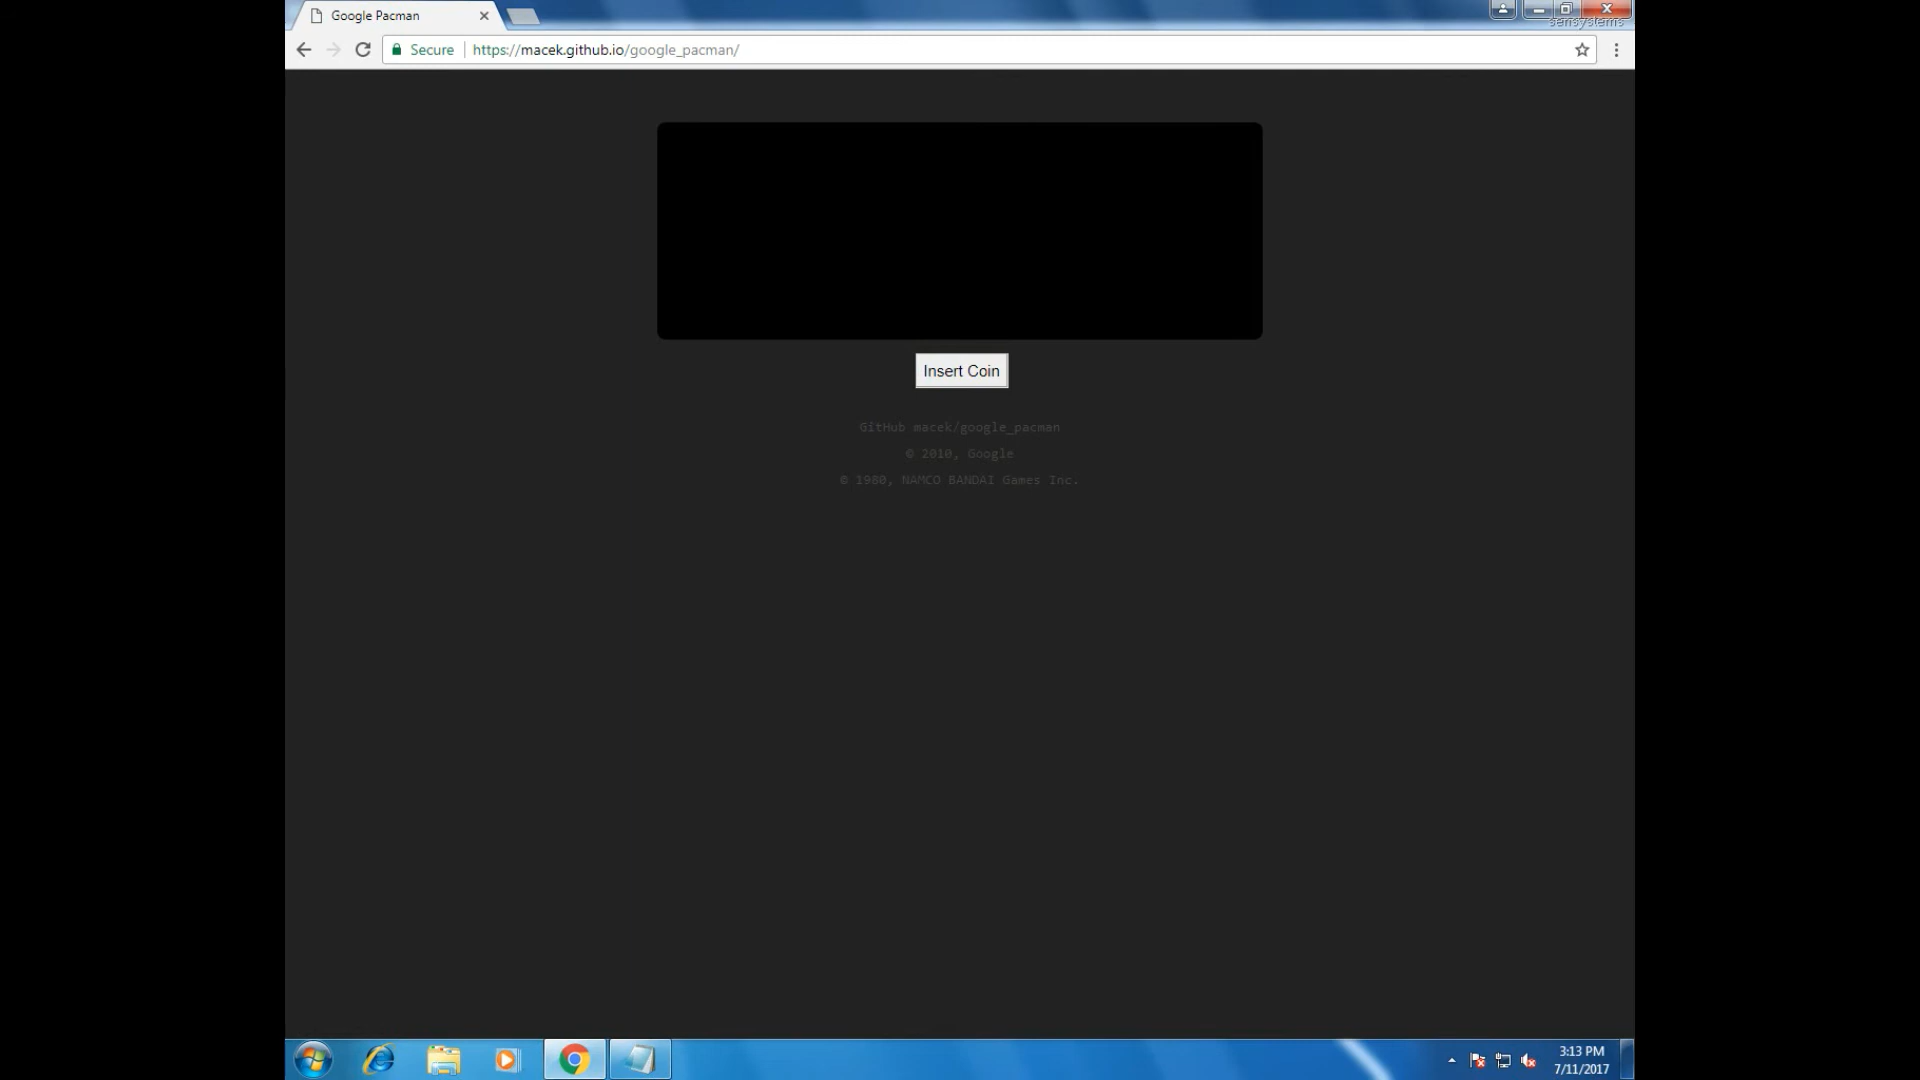 Google Pacman
sensystems
Secure
https://macek.github.io/google_pacman/
Insert Coin
GitHub macek/google_pacman
© 2010, Google
© 1980, NAMCO BANDAI Games Inc.
3:13 PM
7/11/2017